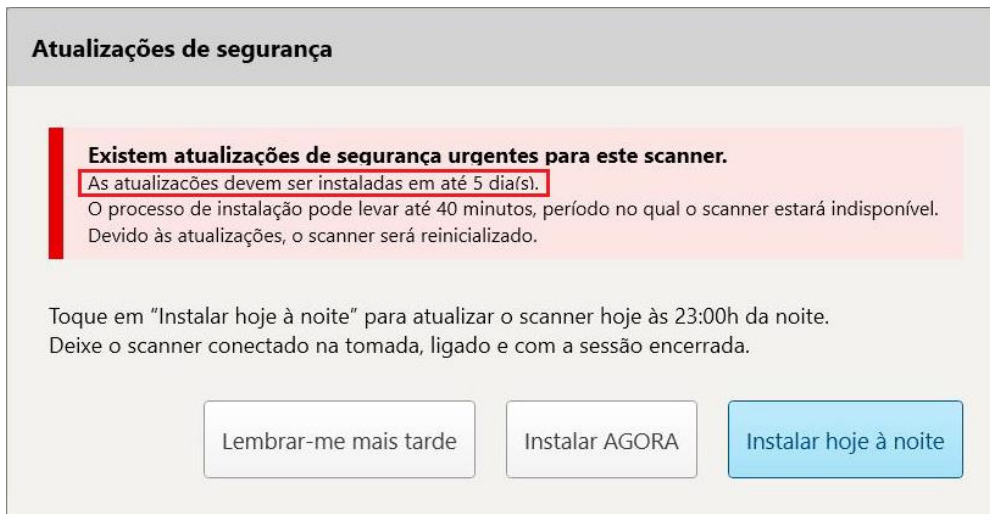 Atualizações de segurança
Existem atualizações de segurança urgentes para este scanner.
As atualizações devem ser instaladas em até 5 dia(s).
O processo de instalação pode levar até 40 minutos, período no qual o scanner estará indisponível.
Devido às atualizações, o scanner será reinicializado.
Toque em “Instalar hoje à noite” para atualizar o scanner hoje às 23:00h da noite.
Deixe o scanner conectado na tomada, ligado e com a sessão encerrada.
Lembrar-me mais tarde
Instalar AGORA
Instalar hoje à noite